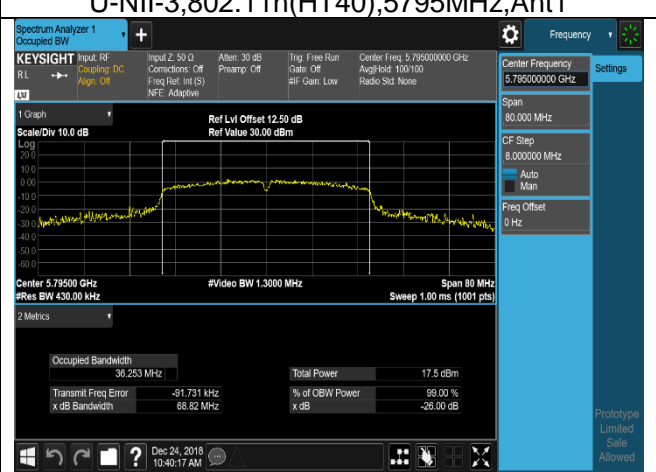 U-NII-3,802.11n(HT40),5795MHz,Ant1
Spectrum Analyzer 1
Occupied BW
+
Frequency
KEYSIGHT
R L
LXI
Input: RF
Coupling: DC
Align: Off
Input Z: 50 Ω
Corrections: Off
Freq Ref: Int (S)
NFE: Adaptive
Atten: 30 dB
Preamp: Off
Trig: Free Run
Gate: Off
#IF Gain: Low
Center Freq: 5.795000000 GHz
Avg|Hold: 100/100
Radio Std: None
Center Frequency
5.795000000 GHz
Settings
Span
80.000 MHz
CF Step
8.000000 MHz
Auto
Man
Freq Offset
0 Hz
1 Graph
Scale/Div 10.0 dB
Ref Lvl Offset 12.50 dB
Ref Value 30.00 dBm
Log
20.0
10.0
0.00
-10.0
-20.0
-30.0
-40.0
-50.0
-60.0
Center 5.79500 GHz
#Video BW 1.3000 MHz
Span 80 MHz
#Res BW 430.00 kHz
Sweep 1.00 ms (1001 pts)
2 Metrics
Occupied Bandwidth
36.253 MHz
Total Power 17.5 dBm
Transmit Freq Error -91.731 kHz
% of OBW Power 99.00 %
x dB Bandwidth 68.82 MHz
x dB -26.00 dB
Prototype
Limited
Sale
Allowed
?
Dec 24, 2018
10:40:17 AM